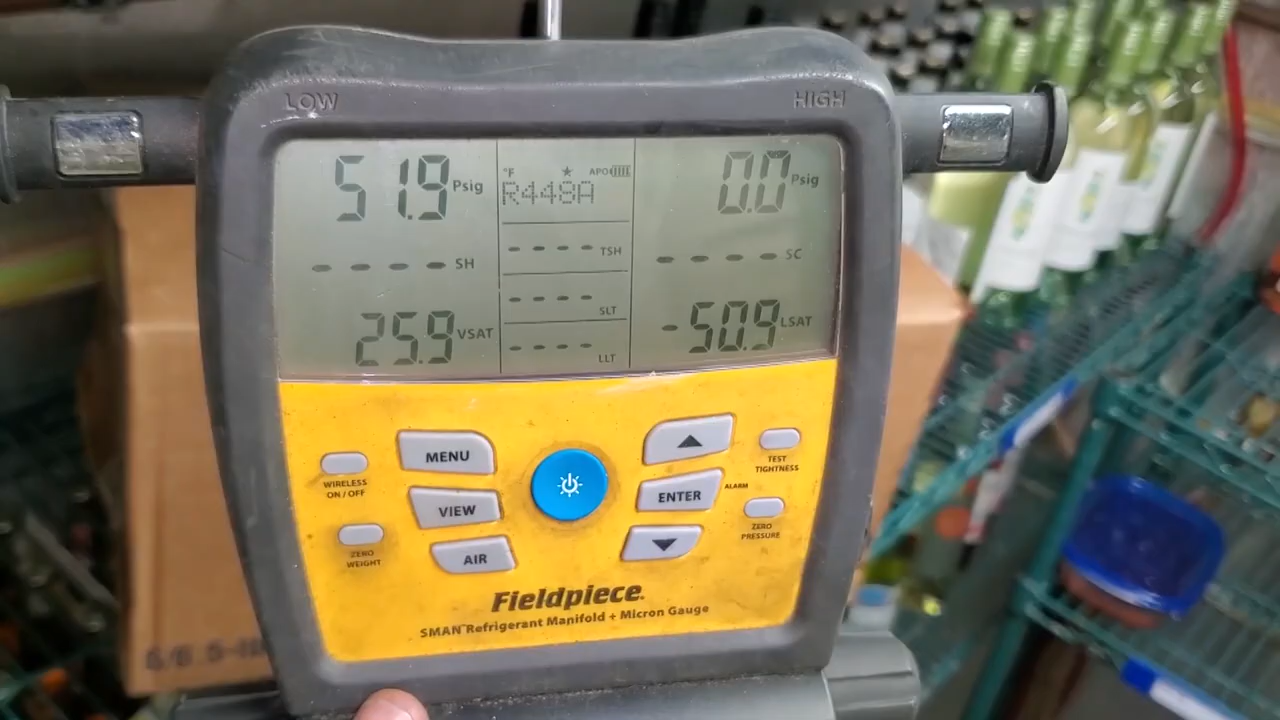 LOW
HIGH
51.9 Psig
°F ★ APO
R448A
0.0 Psig
- - - - SH
- - - - TSH
- - - - SC
- - - - SLT
25.9 VSAT
- - - - LLT
-50.9 LSAT
MENU
VIEW
AIR
WIRELESS
ON / OFF
ZERO
WEIGHT
ENTER
ALARM
TEST
TIGHTNESS
ZERO
PRESSURE
Fieldpiece
SMAN™ Refrigerant Manifold + Micron Gauge